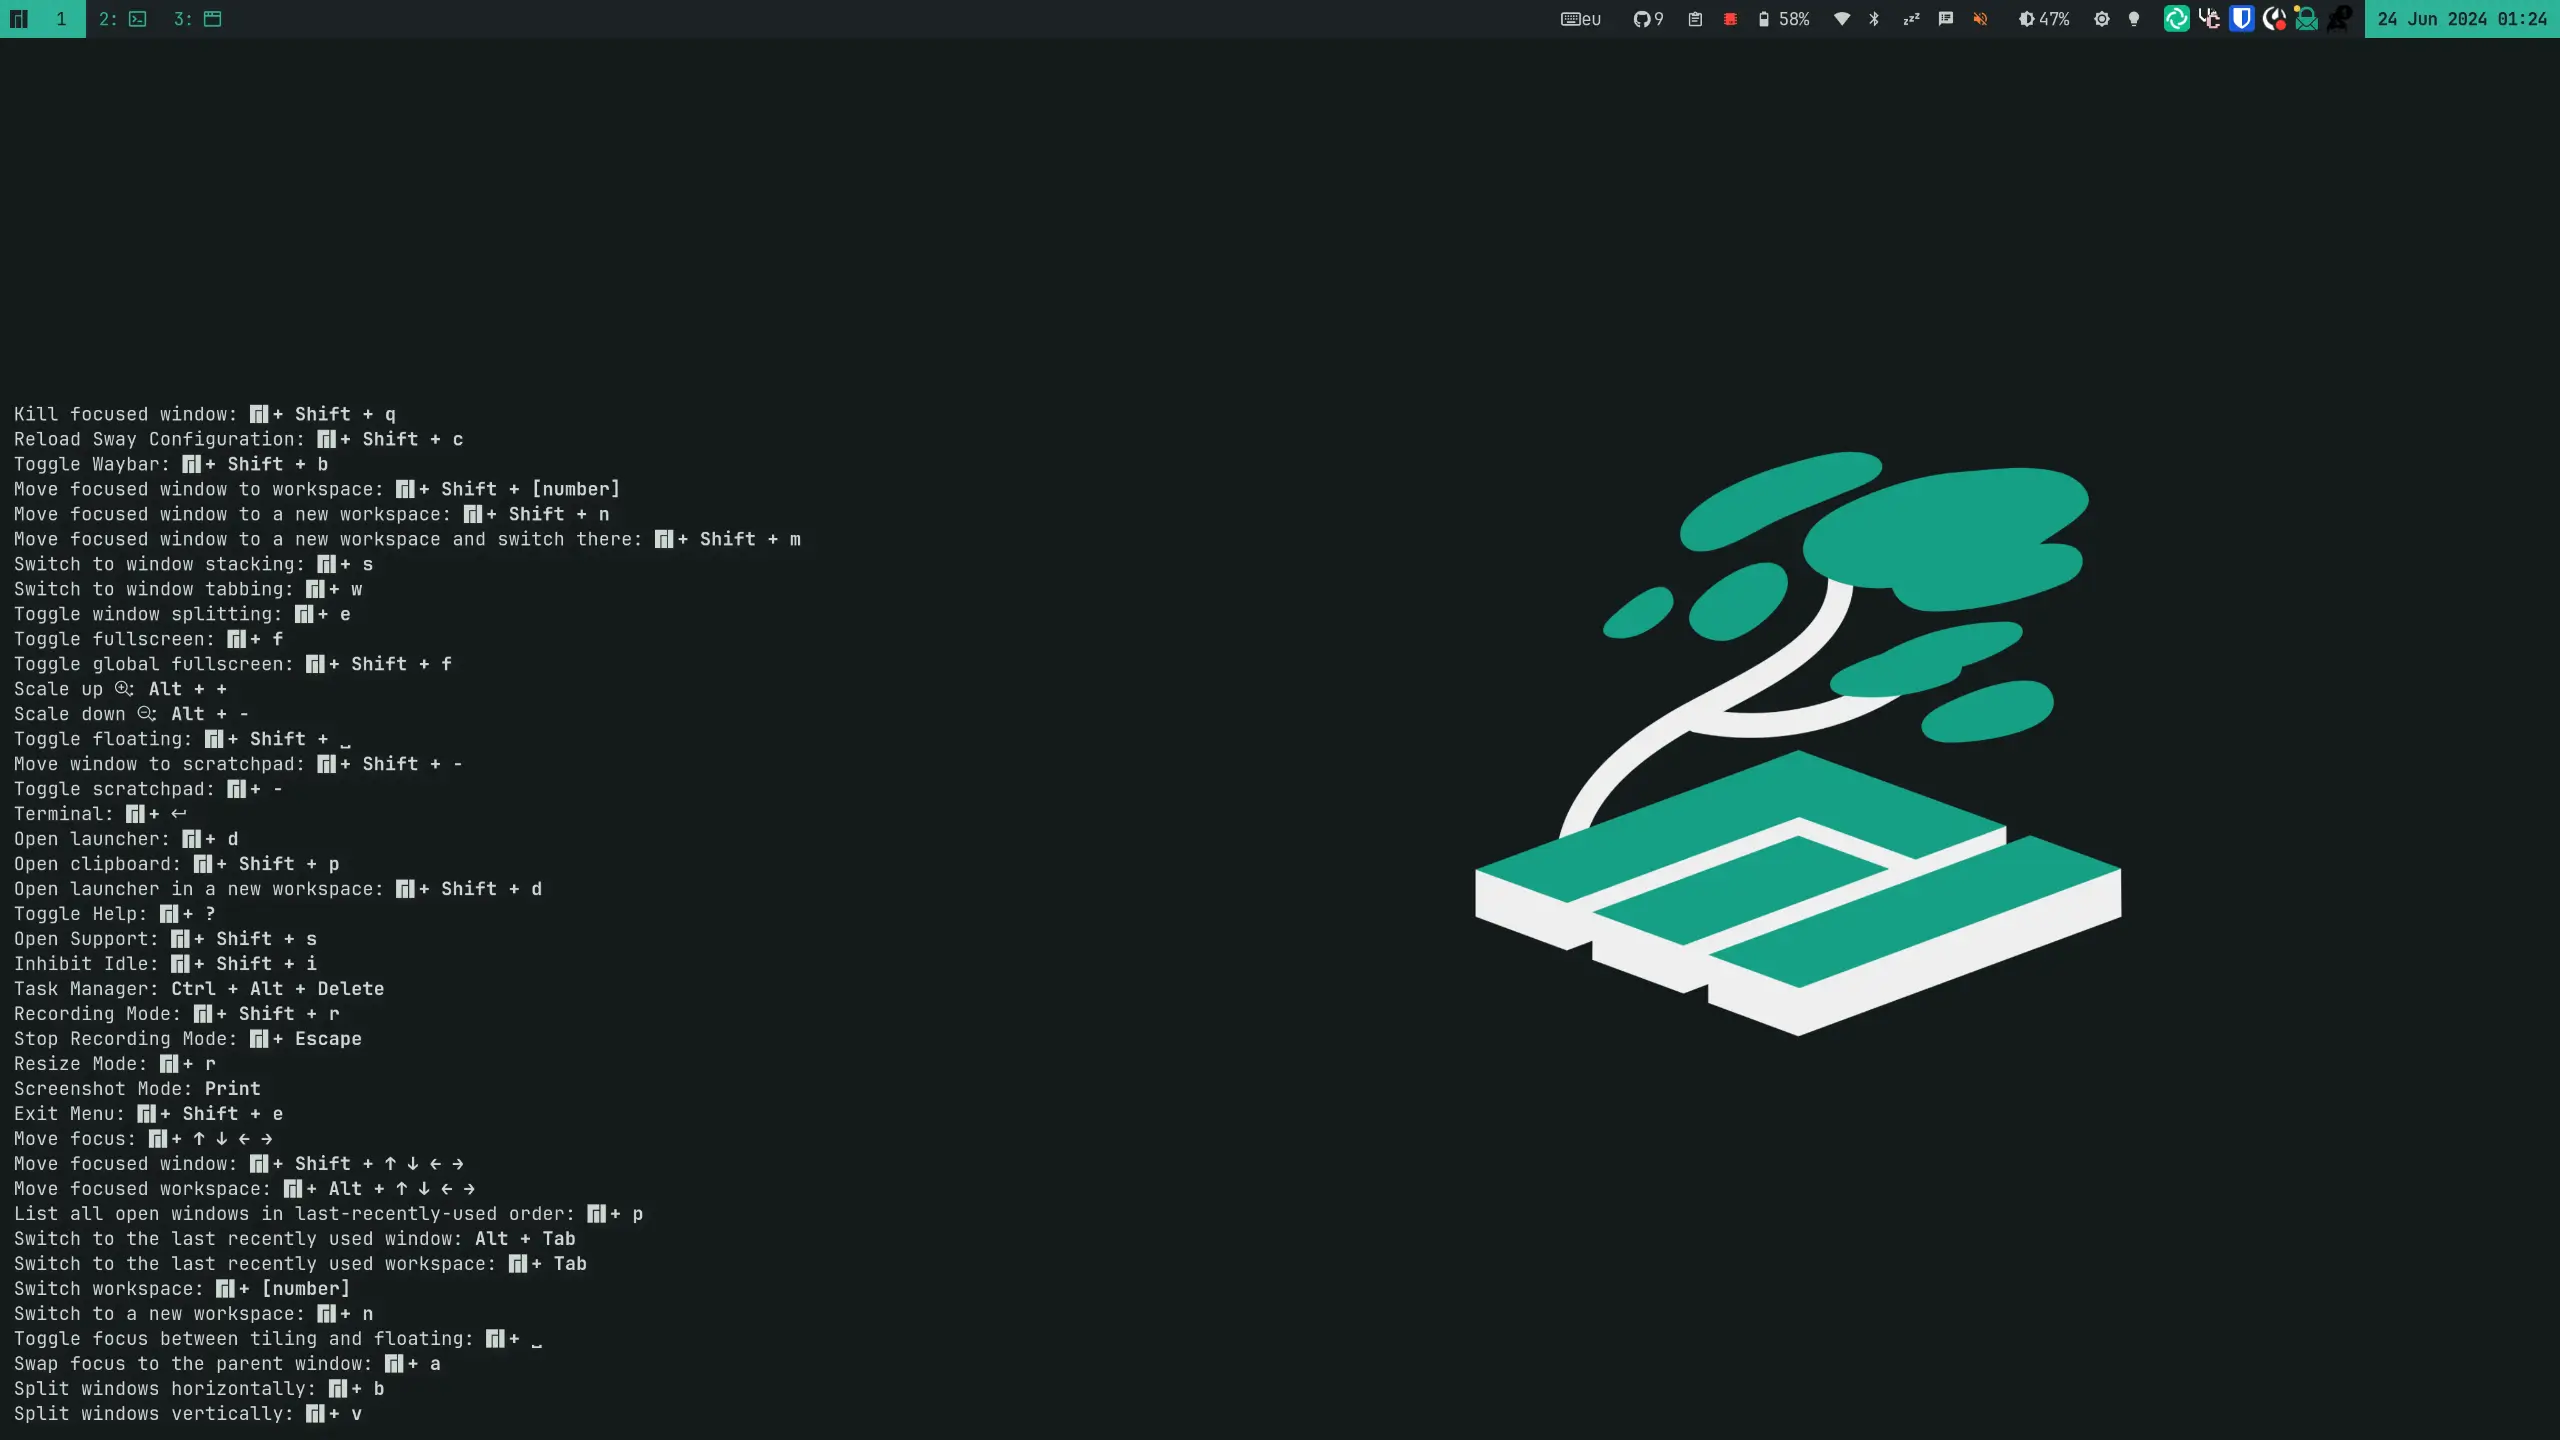 1 2: 3: eu 9 58% 47% 24 Jun 2024 01:24
Kill focused window: + Shift + q
Reload Sway Configuration: + Shift + c
Toggle Waybar: + Shift + b
Move focused window to workspace: + Shift + [number]
Move focused window to a new workspace: + Shift + n
Move focused window to a new workspace and switch there: + Shift + m
Switch to window stacking: + s
Switch to window tabbing: + w
Toggle window splitting: + e
Toggle fullscreen: + f
Toggle global fullscreen: + Shift + f
Scale up : Alt + +
Scale down : Alt + -
Toggle floating: + Shift + ␣
Move window to scratchpad: + Shift + -
Toggle scratchpad: + -
Terminal: + ↵
Open launcher: + d
Open clipboard: + Shift + p
Open launcher in a new workspace: + Shift + d
Toggle Help: + ?
Open Support: + Shift + s
Inhibit Idle: + Shift + i
Task Manager: Ctrl + Alt + Delete
Recording Mode: + Shift + r
Stop Recording Mode: + Escape
Resize Mode: + r
Screenshot Mode: Print
Exit Menu: + Shift + e
Move focus: + ↑ ↓ ← →
Move focused window: + Shift + ↑ ↓ ← →
Move focused workspace: + Alt + ↑ ↓ ← →
List all open windows in last-recently-used order: + p
Switch to the last recently used window: Alt + Tab
Switch to the last recently used workspace: + Tab
Switch workspace: + [number]
Switch to a new workspace: + n
Toggle focus between tiling and floating: + ␣
Swap focus to the parent window: + a
Split windows horizontally: + b
Split windows vertically: + v